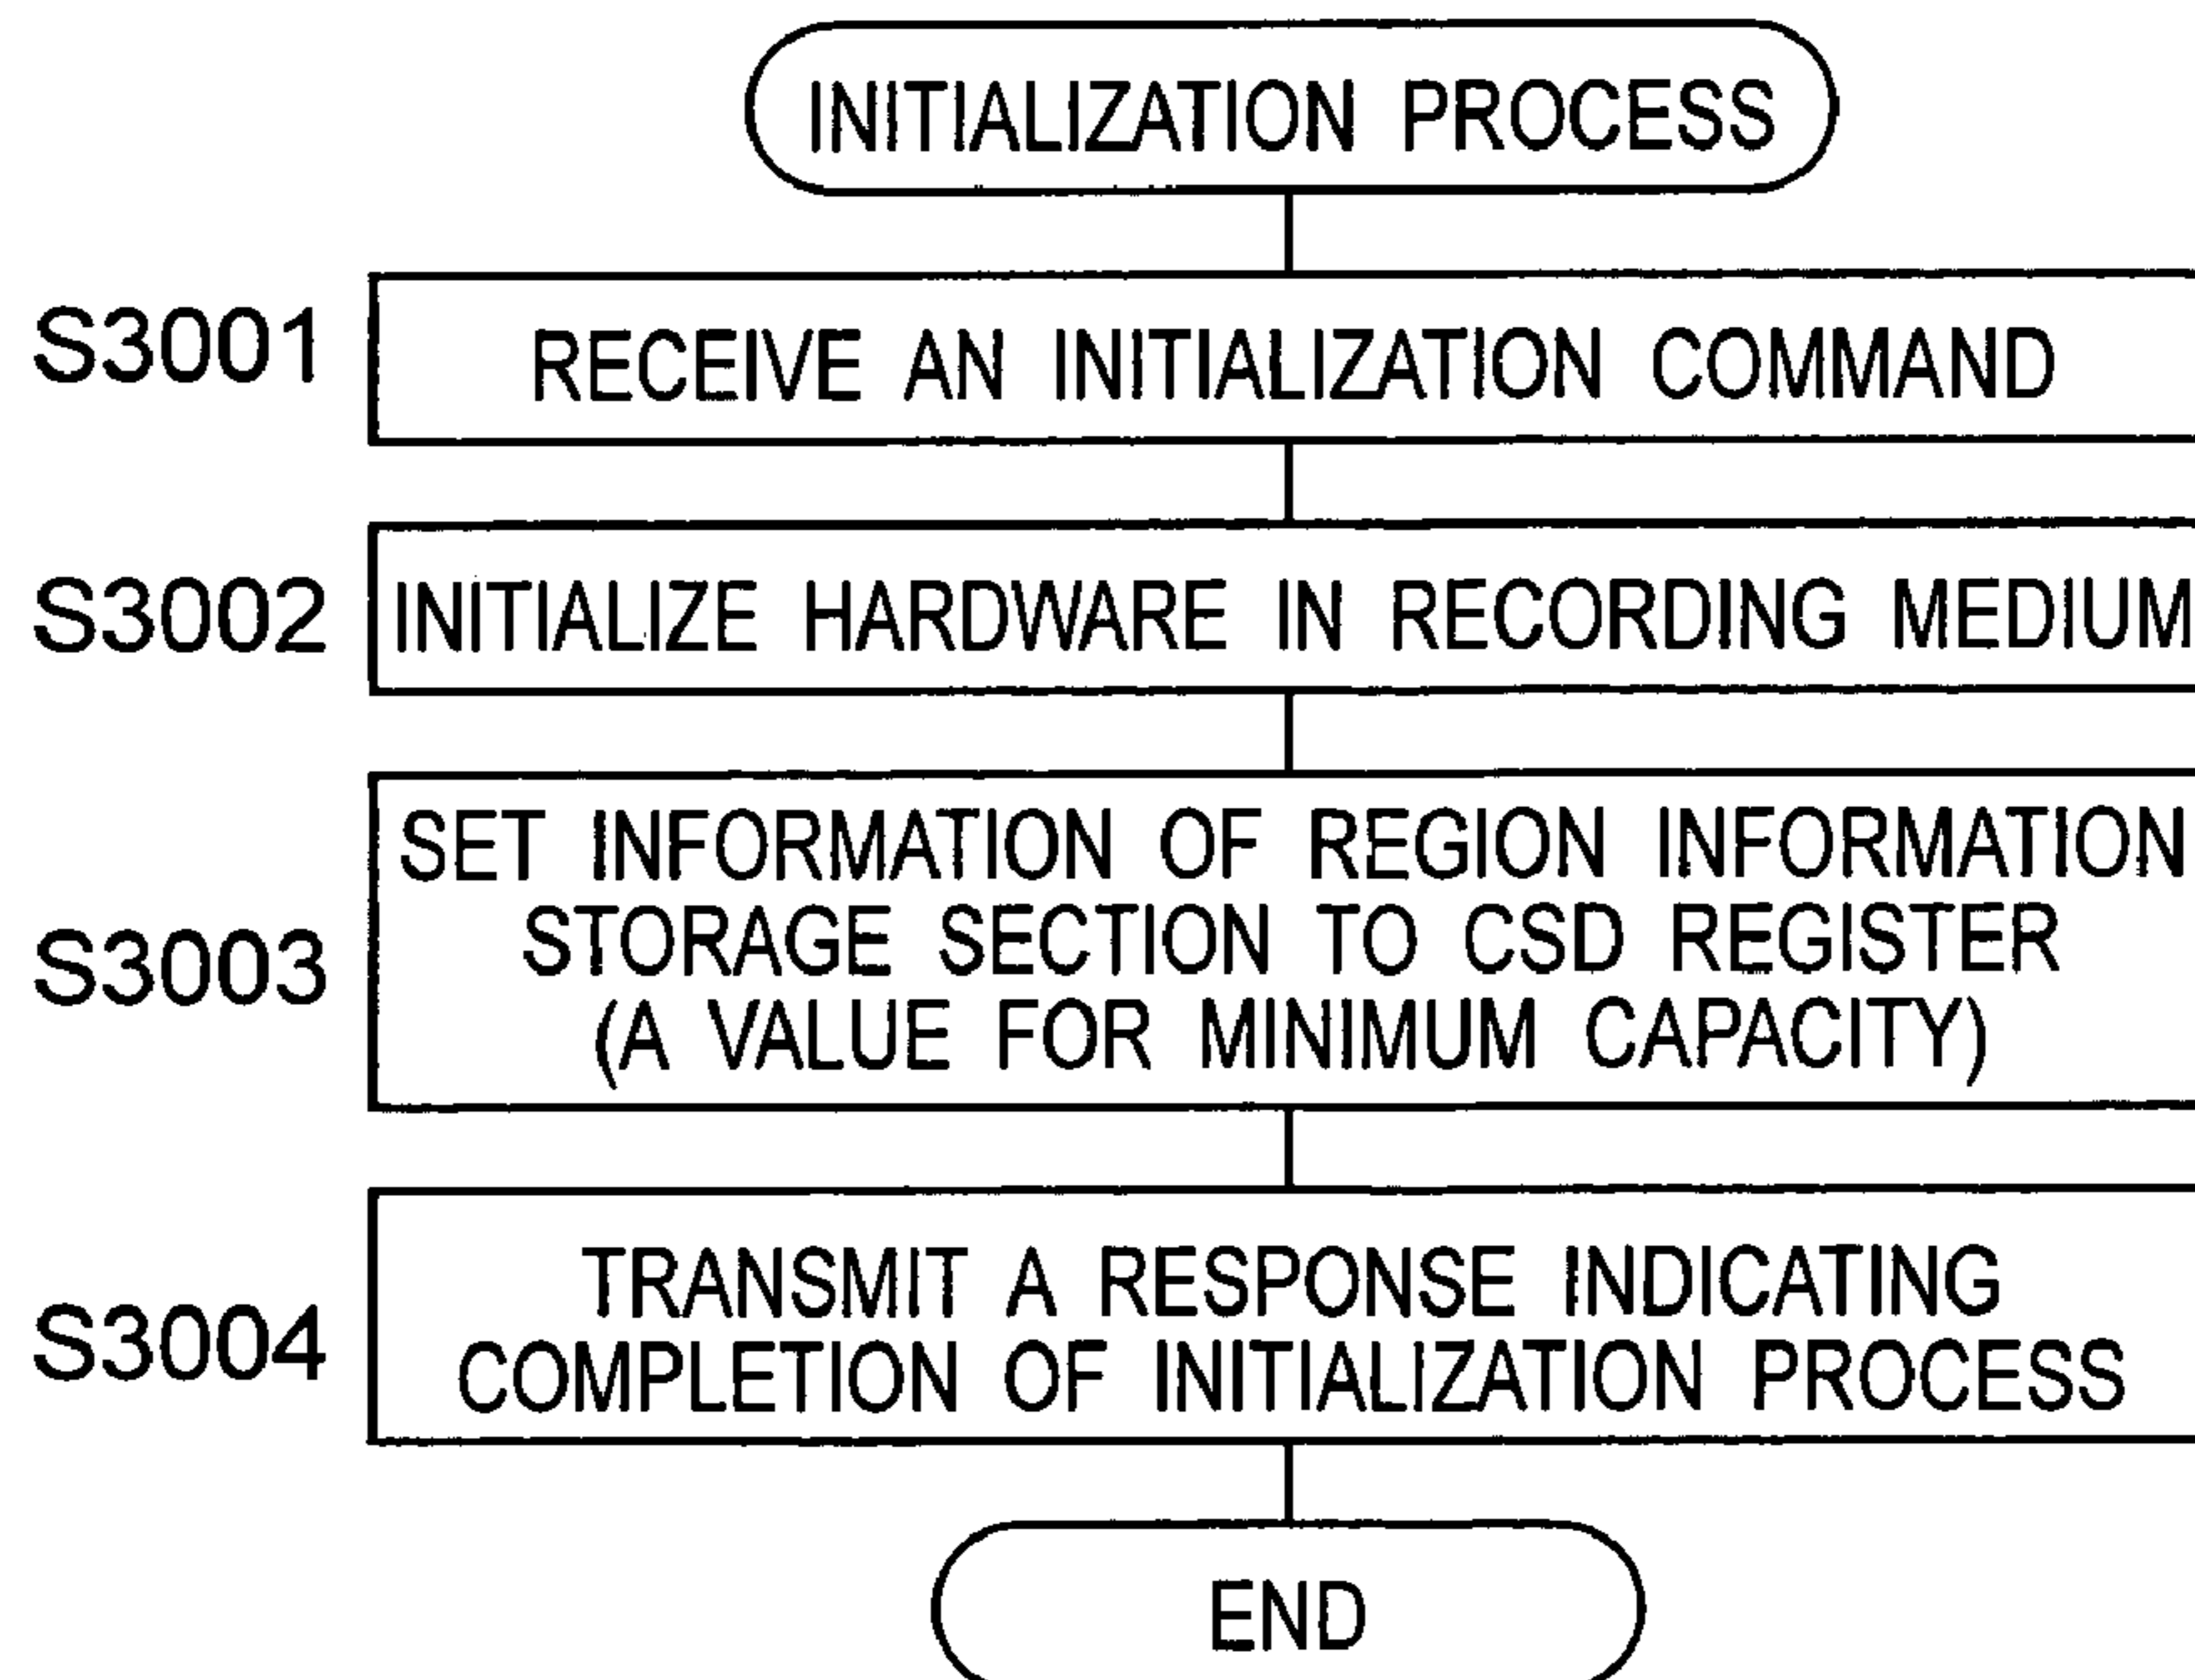 INITIALIZATION PROCESS
S3001
RECEIVE AN INITIALIZATION COMMAND
S3002
INITIALIZE HARDWARE IN RECORDING MEDIUM
S3003
SET INFORMATION OF REGION INFORMATION
STORAGE SECTION TO CSD REGISTER
(A VALUE FOR MINIMUM CAPACITY)
S3004
TRANSMIT A RESPONSE INDICATING
COMPLETION OF INITIALIZATION PROCESS
END